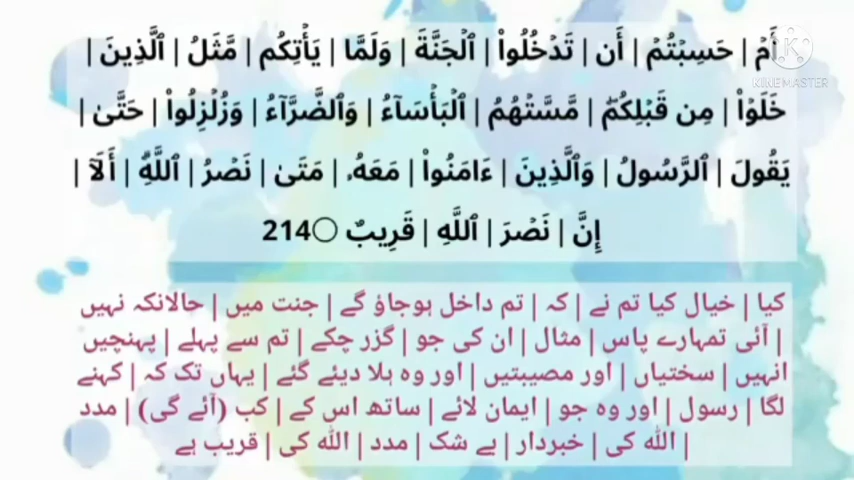 أَمْ | حَسِبْتُمْ | أَن | تَدْخُلُوا۟ | ٱلْجَنَّةَ | وَلَمَّا | يَأْتِكُم | مَّثَلُ | ٱلَّذِينَ |
خَلَوْا۟ | مِن قَبْلِكُم ۖ | مَّسَّتْهُمُ | ٱلْبَأْسَآءُ | وَٱلضَّرَّآءُ | وَزُلْزِلُوا۟ | حَتَّىٰ |
يَقُولَ | ٱلرَّسُولُ | وَٱلَّذِينَ | ءَامَنُوا۟ | مَعَهُۥ | مَتَىٰ | نَصْرُ | ٱللَّهِ ۗ | أَلَآ |
إِنَّ | نَصْرَ | ٱللَّهِ | قَرِيبٌ ○214
کیا | خیال کیا تم نے | کہ | تم داخل ہوجاؤ گے | جنت میں | حالانکہ نہیں
| آئی تمہارے پاس | مثال | ان کی جو | گزر چکے | تم سے پہلے | پہنچیں
انہیں | سختیاں | اور مصیبتیں | اور وہ ہلا دیئے گئے | یہاں تک کہ | کہنے
لگا | رسول | اور وہ جو | ایمان لائے | ساتھ اس کے | کب (آئے گی) | مدد
| اللہ کی | خبردار | بے شک | مدد | اللہ کی | قریب ہے
KINEMASTER